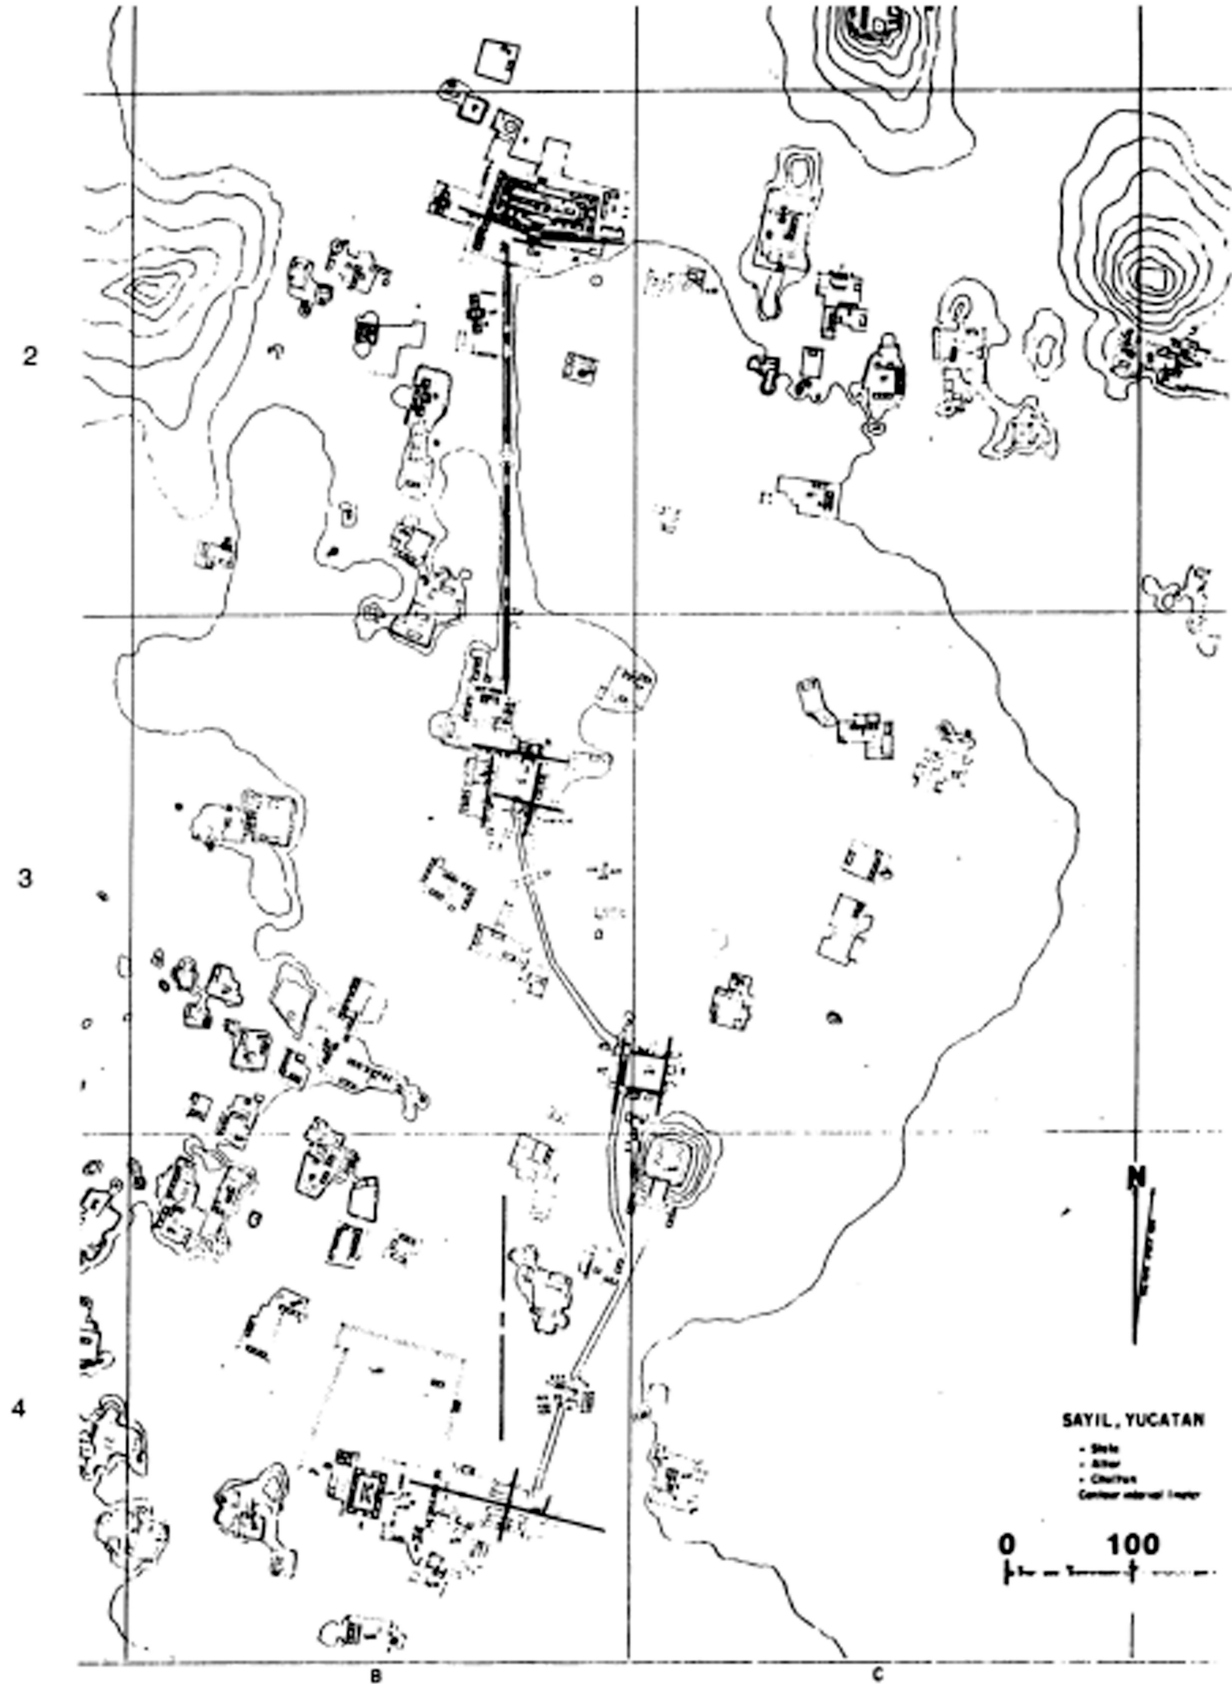 2
3
N
4
SAYIL, YUCATAN
- Stela
- Altar
- Chultun
Contour interval 1 meter
0 100
B C